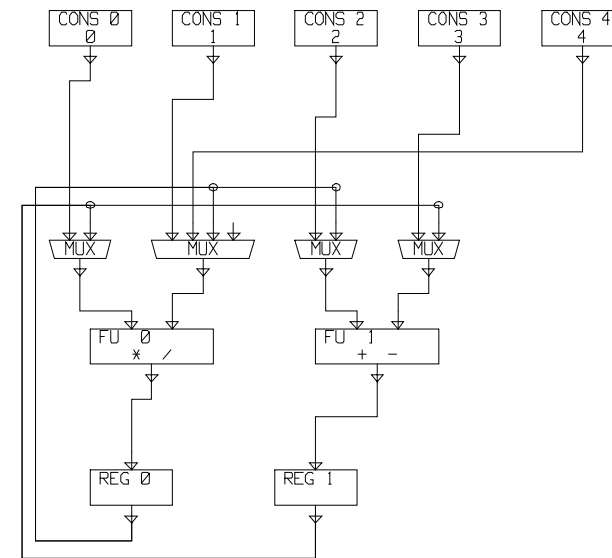 CONS 0
0
CONS 1
1
CONS 2
2
CONS 3
3
CONS 4
4
MUX
MUX
MUX
MUX
FU 0
* /
FU 1
+ -
REG 0
REG 1